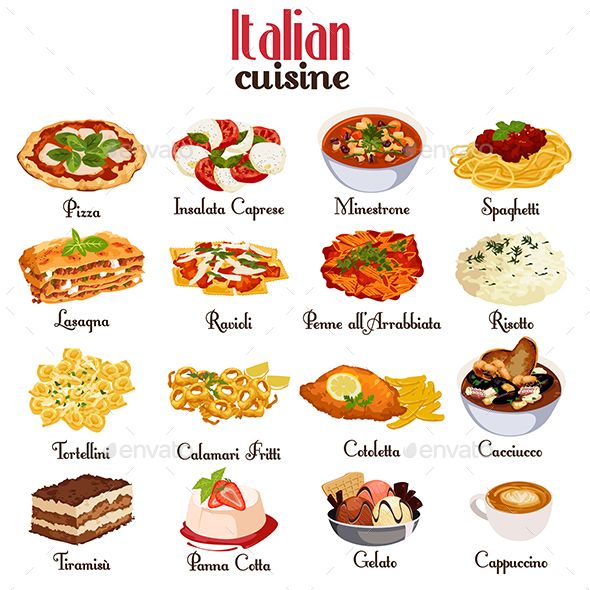 Italian
cuisine
Pizza
Insalata Caprese
Minestrone
Spaghetti
Lasagna
Ravioli
Penne all'Arrabbiata
Risotto
Tortellini
Calamari Fritti
Cotoletta
Cacciucco
Tiramisù
Panna Cotta
Gelato
Cappuccino
envato
envato
envato
envato